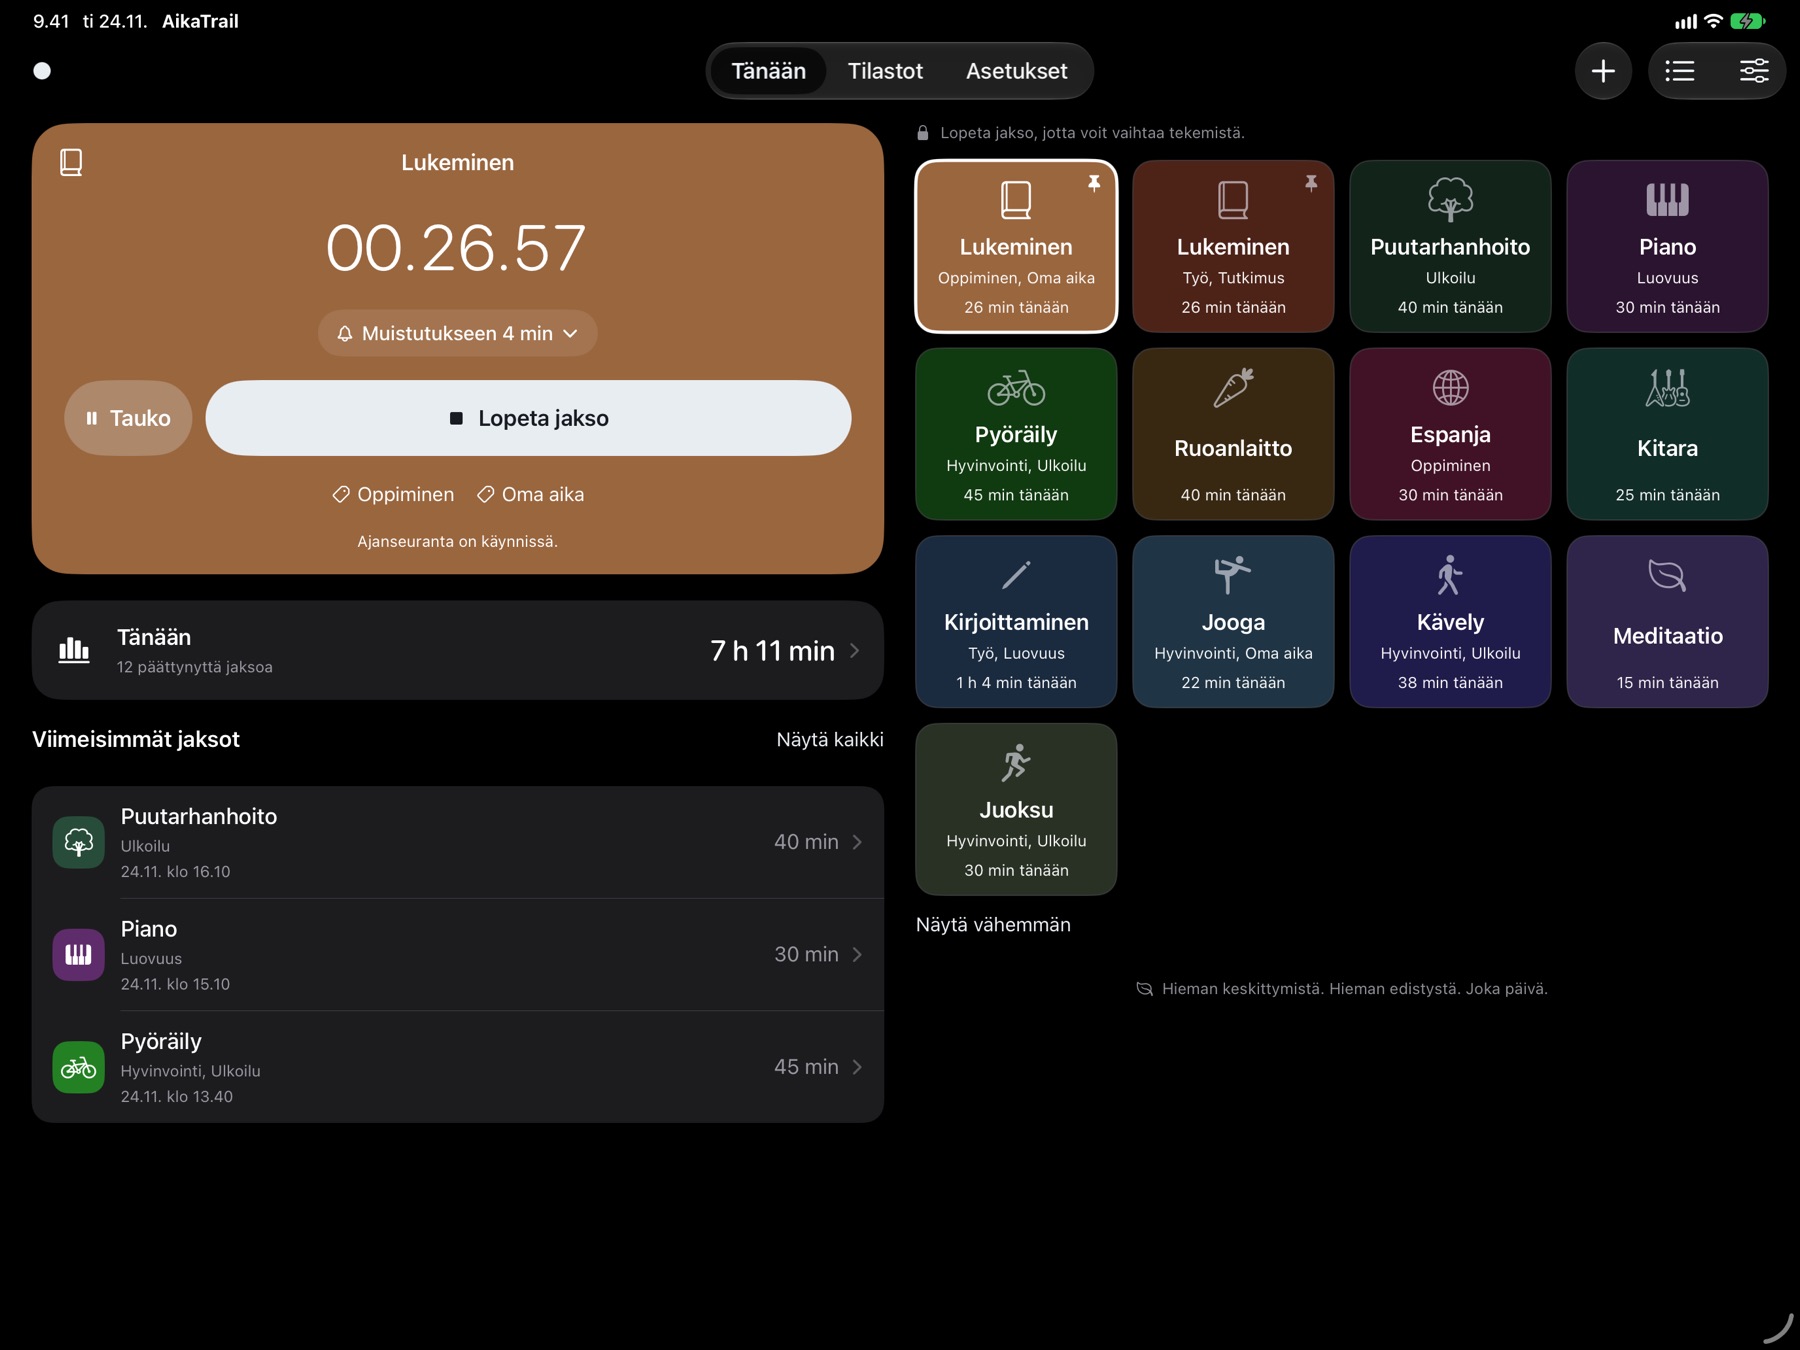 9.41 ti 24.11. AikaTrail
Tänään Tilastot Asetukset
Lukeminen
00.26.57
Muistutukseen 4 min
Tauko
Lopeta jakso
Oppiminen Oma aika
Ajanseuranta on käynnissä.
Tänään
12 päättynyttä jaksoa
7 h 11 min
Viimeisimmät jaksot
Näytä kaikki
Puutarhanhoito
Ulkoilu
24.11. klo 16.10
40 min
Piano
Luovuus
24.11. klo 15.10
30 min
Pyöräily
Hyvinvointi, Ulkoilu
24.11. klo 13.40
45 min
Lopeta jakso, jotta voit vaihtaa tekemistä.
Lukeminen
Oppiminen, Oma aika
26 min tänään
Lukeminen
Työ, Tutkimus
26 min tänään
Puutarhanhoito
Ulkoilu
40 min tänään
Piano
Luovuus
30 min tänään
Pyöräily
Hyvinvointi, Ulkoilu
45 min tänään
Ruoanlaitto
40 min tänään
Espanja
Oppiminen
30 min tänään
Kitara
25 min tänään
Kirjoittaminen
Työ, Luovuus
1 h 4 min tänään
Jooga
Hyvinvointi, Oma aika
22 min tänään
Kävely
Hyvinvointi, Ulkoilu
38 min tänään
Meditaatio
15 min tänään
Juoksu
Hyvinvointi, Ulkoilu
30 min tänään
Näytä vähemmän
Hieman keskittymistä. Hieman edistystä. Joka päivä.